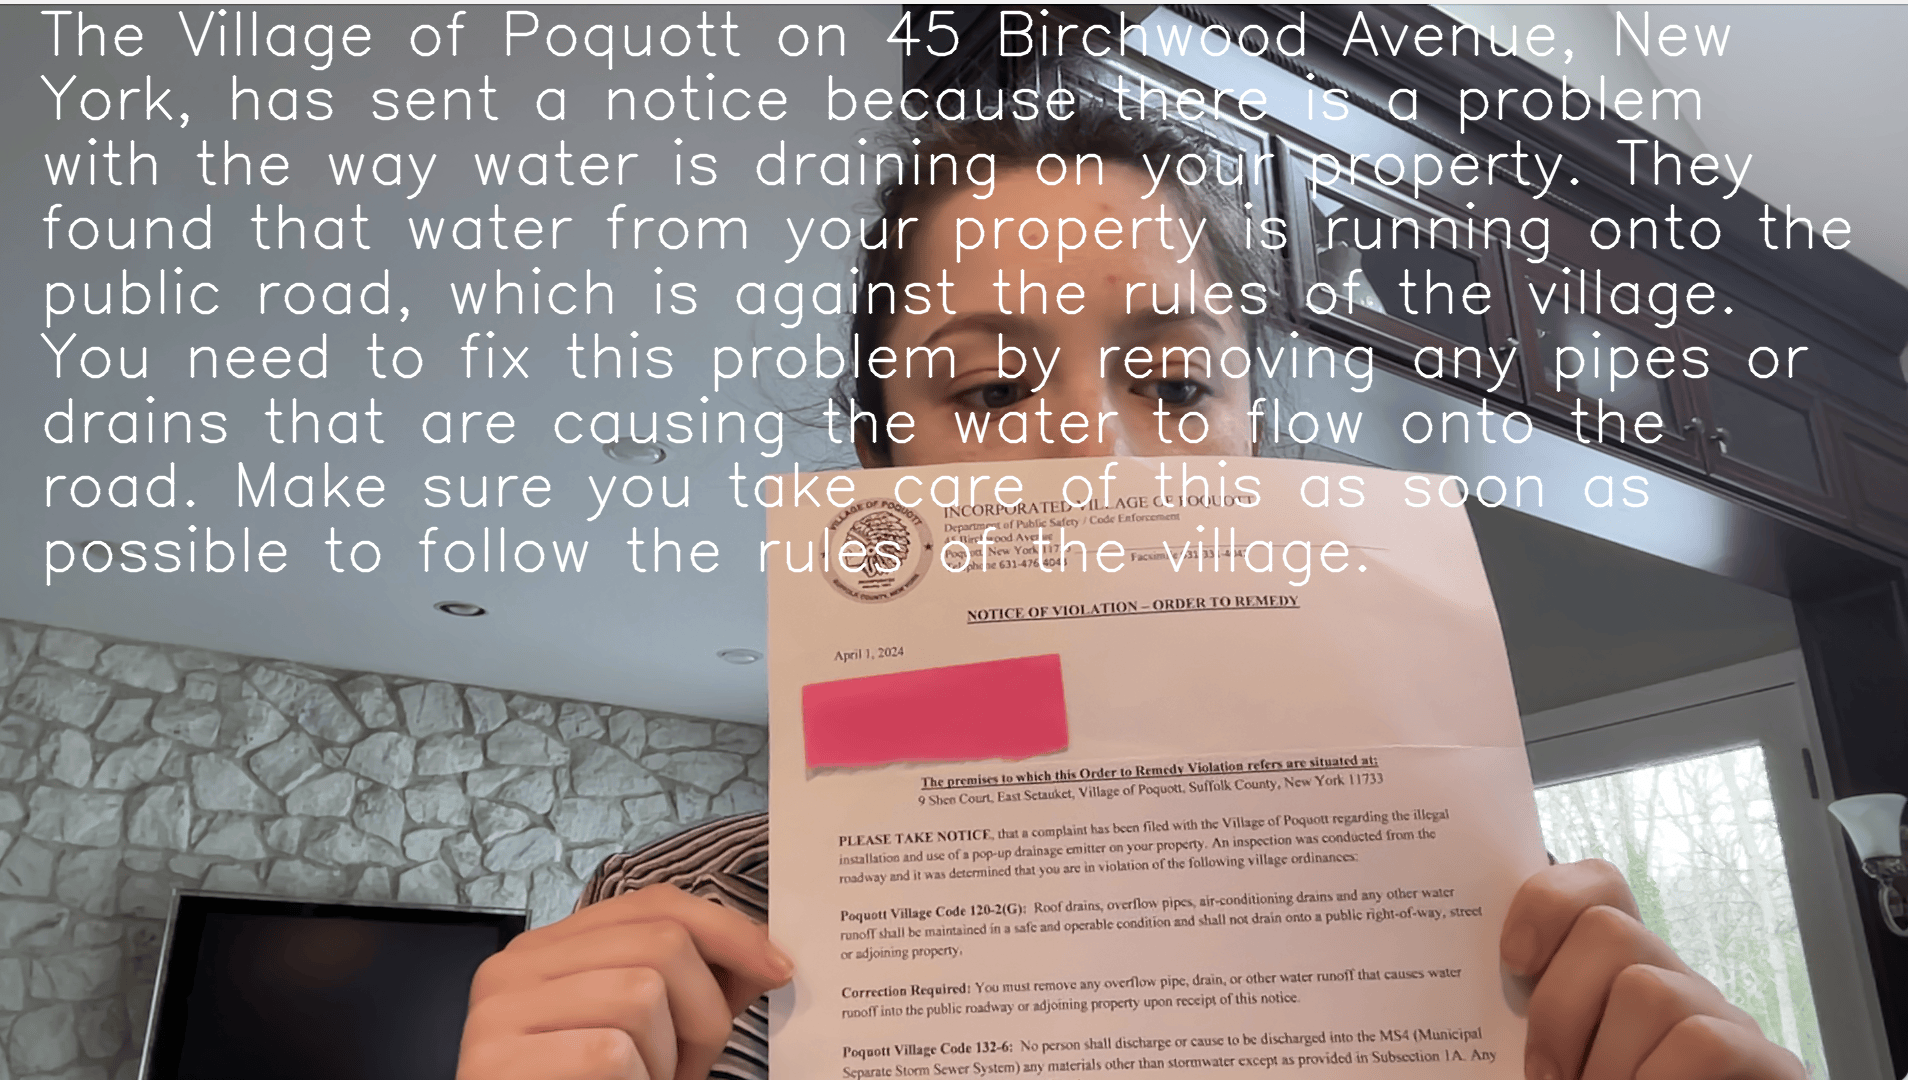 The Village of Poquott on 45 Birchwood Avenue, New
York, has sent a notice because there is a problem
with the way water is draining on your property. They
found that water from your property is running onto the
public road, which is against the rules of the village.
You need to fix this problem by removing any pipes or
drains that are causing the water to flow onto the
road. Make sure you take care of this as soon as
possible to follow the rules of the village.
VILLAGE OF POQUOTT
SUFFOLK COUNTY, NEW YORK
INCORPORATED VILLAGE OF POQUOTT
Department of Public Safety / Code Enforcement
45 Birchwood Avenue
Poquott, New York
Telephone 631-476-4043
NOTICE OF VIOLATION – ORDER TO REMEDY
April 1, 2024
The premises to which this Order to Remedy Violation refers are situated at:
9 Shen Court, East Setauket, Village of Poquott, Suffolk County, New York 11733
PLEASE TAKE NOTICE, that a complaint has been filed with the Village of Poquott regarding the illegal
installation and use of a pop-up drainage emitter on your property. An inspection was conducted from the
roadway and it was determined that you are in violation of the following village ordinances:
Poquott Village Code 120-2(G): Roof drains, overflow pipes, air-conditioning drains and any other water
runoff shall be maintained in a safe and operable condition and shall not drain onto a public right-of-way, street
or adjoining property.
Correction Required: You must remove any overflow pipe, drain, or other water runoff that causes water
runoff into the public roadway or adjoining property upon receipt of this notice.
Poquott Village Code 132-6: No person shall discharge or cause to be discharged into the MS4 (Municipal
Separate Storm Sewer System) any materials other than stormwater except as provided in Subsection 1A. Any